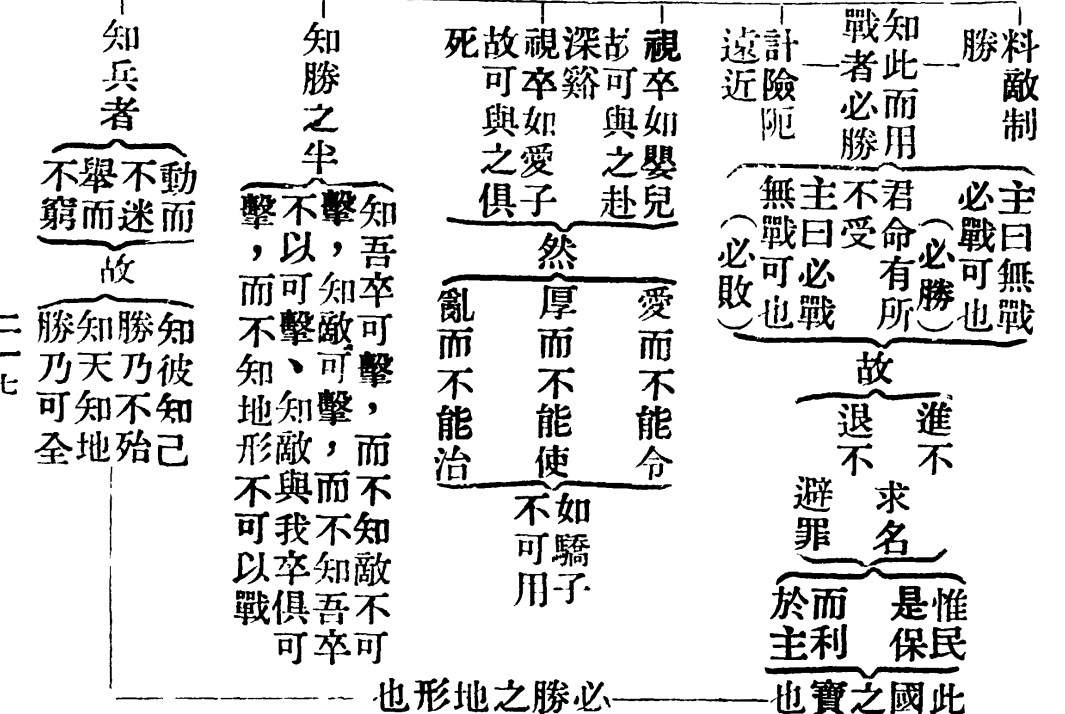 料敵制
勝
知此而用
戰者必勝
計險阨
遠近
主曰無戰
必戰可也
(必勝)
君命有所
不受
主曰必戰
無戰可也
(必敗)
故
進不
求名
退不
避罪
惟民
是保
而利
於主
此國之寶也
視卒如嬰兒
故可與之赴
深谿
視卒如愛子
故可與之俱
死
然
愛而不能令
厚而不能使
亂而不能治
如驕子
不可用
知勝之半
知吾卒可擊,而不知敵不可
擊,知敵可擊,而不知吾卒
不以可擊、知敵與我卒俱可
擊,而不知地形不可以戰
知兵者
動而
不迷
舉而
不窮
故
知彼知己
勝乃不殆
知天知地
勝乃可全
必勝之地形也
二一七